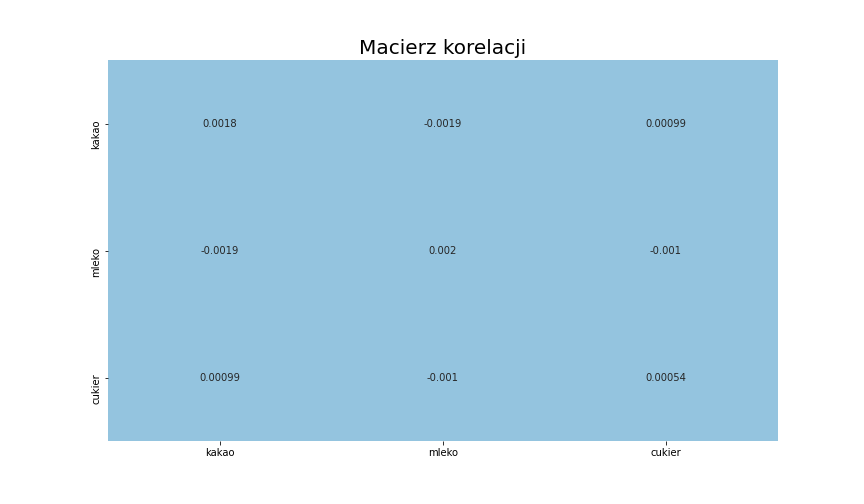 Macierz korelacji
kakao 0.0018 -0.0019 0.00099
mleko -0.0019 0.002 -0.001
cukier 0.00099 -0.001 0.00054
kakao mleko cukier